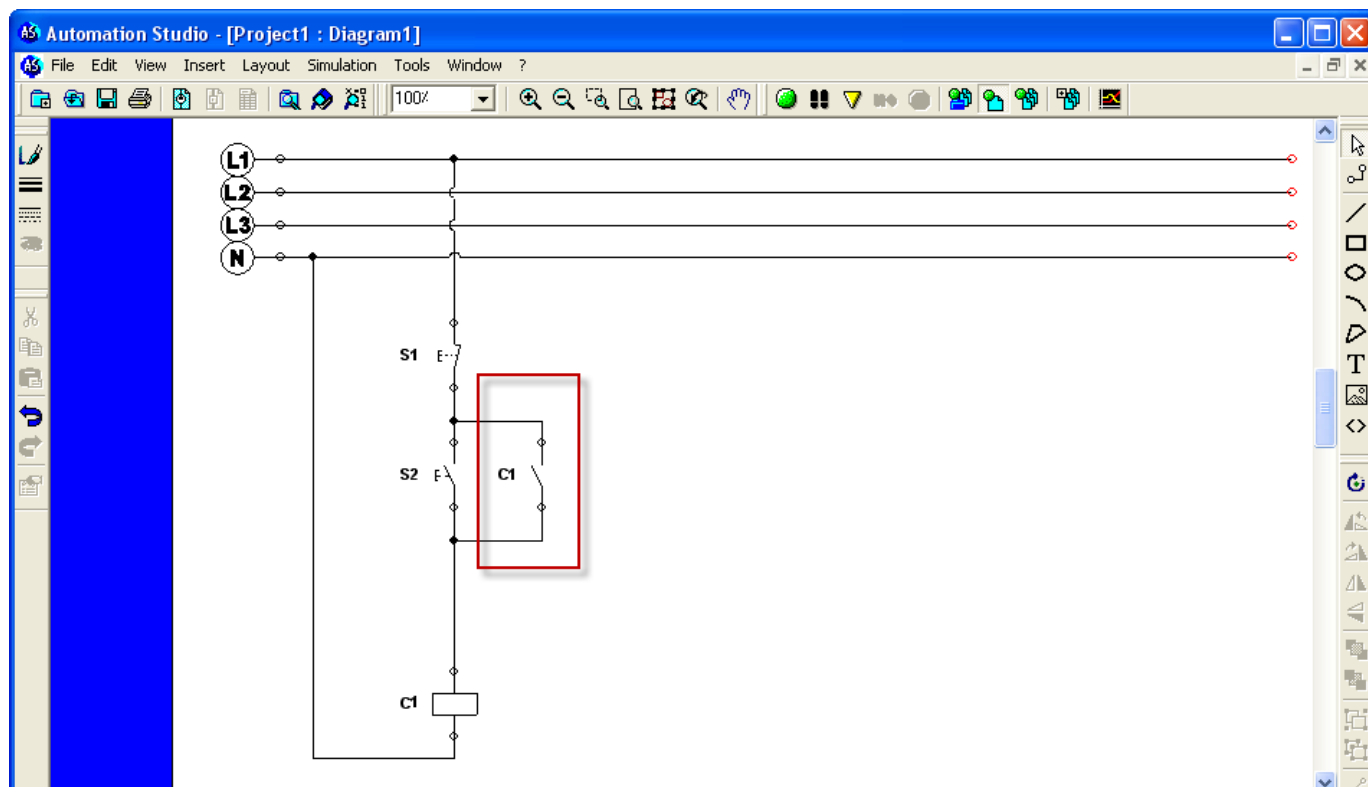 Automation Studio - [Project1 : Diagram1]
File Edit View Insert Layout Simulation Tools Window ?
100%
L1
L2
L3
N
S1
S2 C1
C1